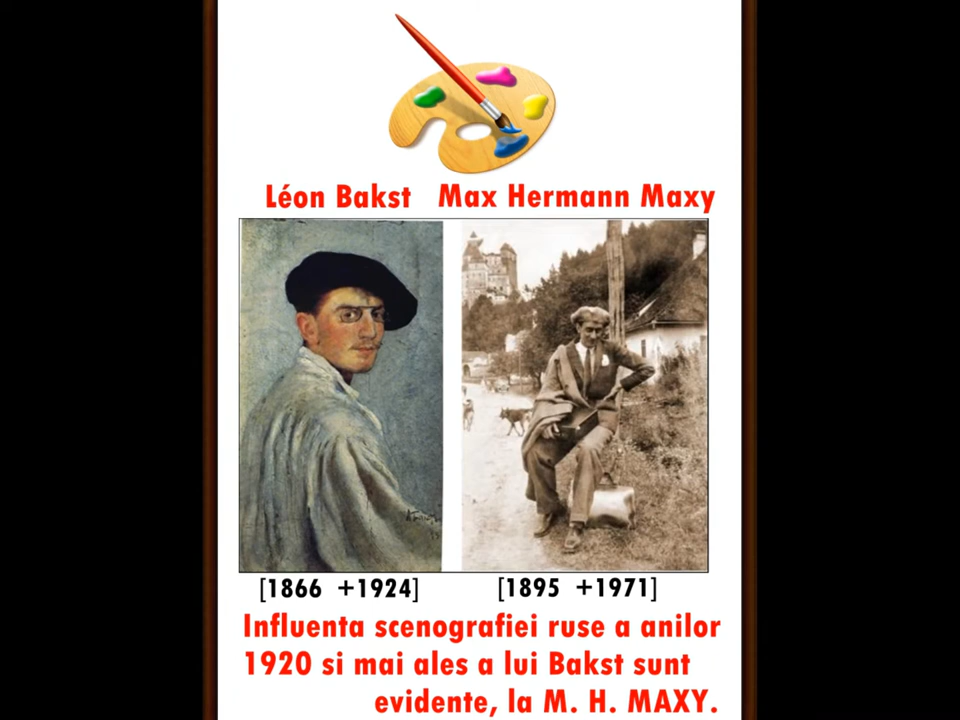 Léon Bakst Max Hermann Maxy
[1866 +1924] [1895 +1971]
Influenta scenografiei ruse a anilor
1920 si mai ales a lui Bakst sunt
evidente, la M. H. MAXY.